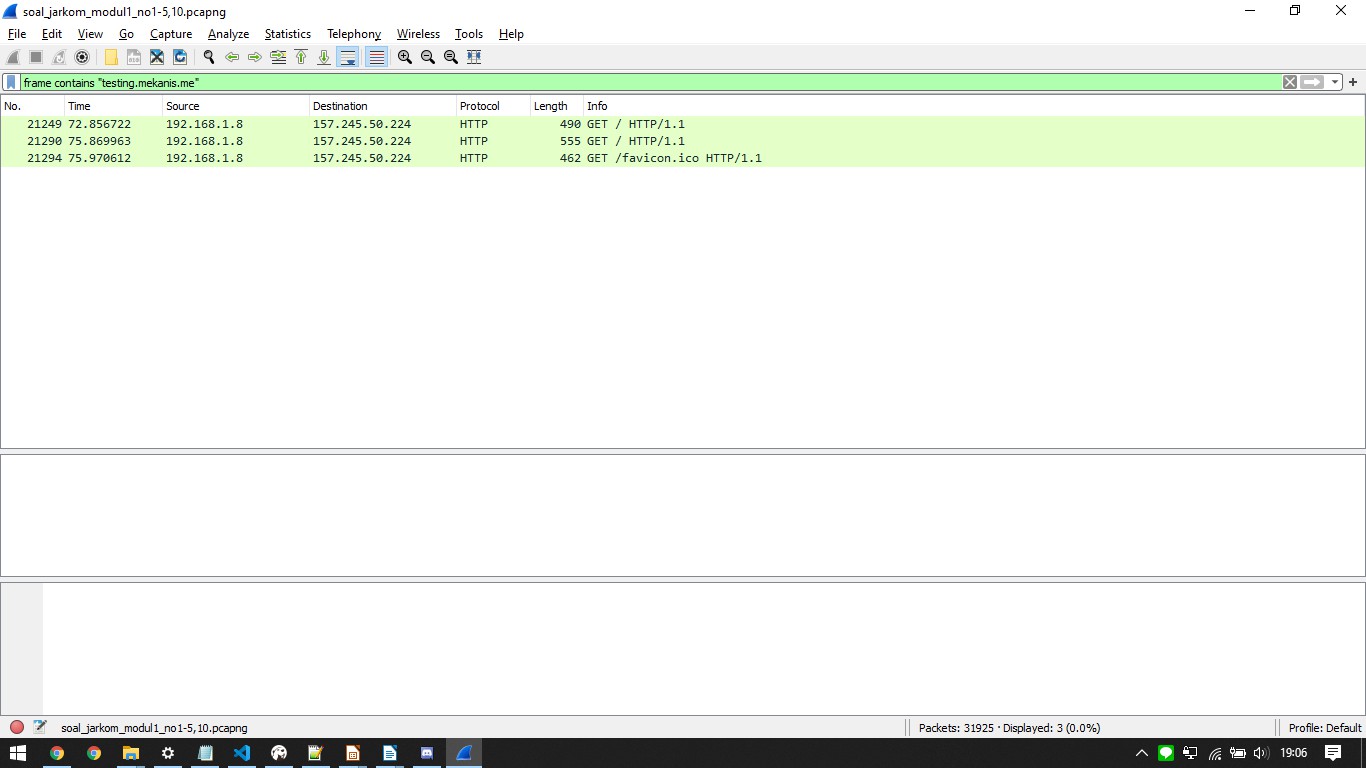 soal_jarkom_modul1_no1-5,10.pcapng
File Edit View Go Capture Analyze Statistics Telephony Wireless Tools Help
frame contains "testing.mekanis.me"
No. Time Source Destination Protocol Length Info
21249 72.856722 192.168.1.8 157.245.50.224 HTTP 490 GET / HTTP/1.1
21290 75.869963 192.168.1.8 157.245.50.224 HTTP 555 GET / HTTP/1.1
21294 75.970612 192.168.1.8 157.245.50.224 HTTP 462 GET /favicon.ico HTTP/1.1
soal_jarkom_modul1_no1-5,10.pcapng Packets: 31925 · Displayed: 3 (0.0%) Profile: Default
19:06